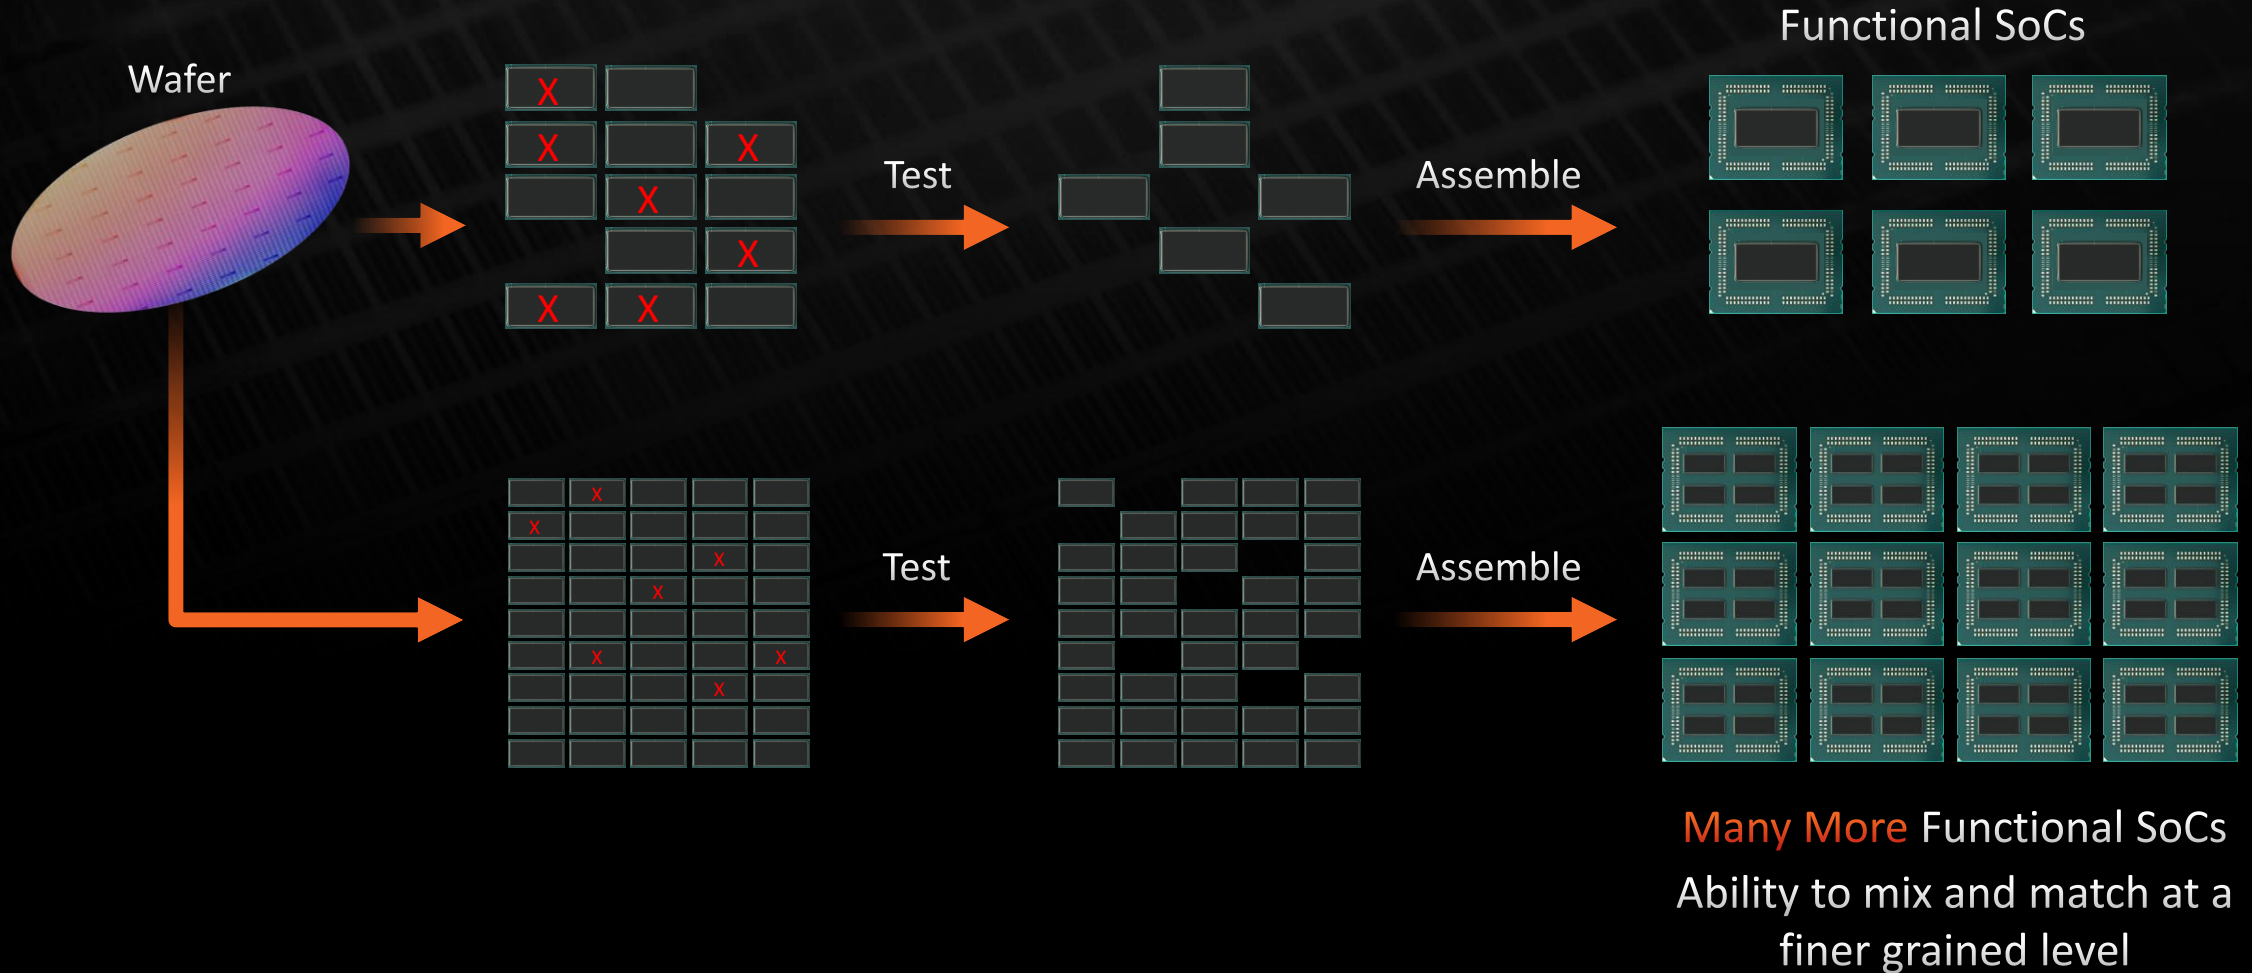 Functional SoCs
Wafer
X
X
X
X
X
X
X
Test
Assemble
X
X
X
X
X
X
X
Test
Assemble
Many More Functional SoCs
Ability to mix and match at a
finer grained level